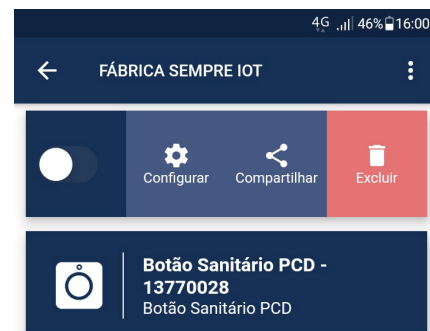 4G 46% 16:00
FÁBRICA SEMPRE IOT
Configurar Compartilhar Excluir
Botão Sanitário PCD -
13770028
Botão Sanitário PCD